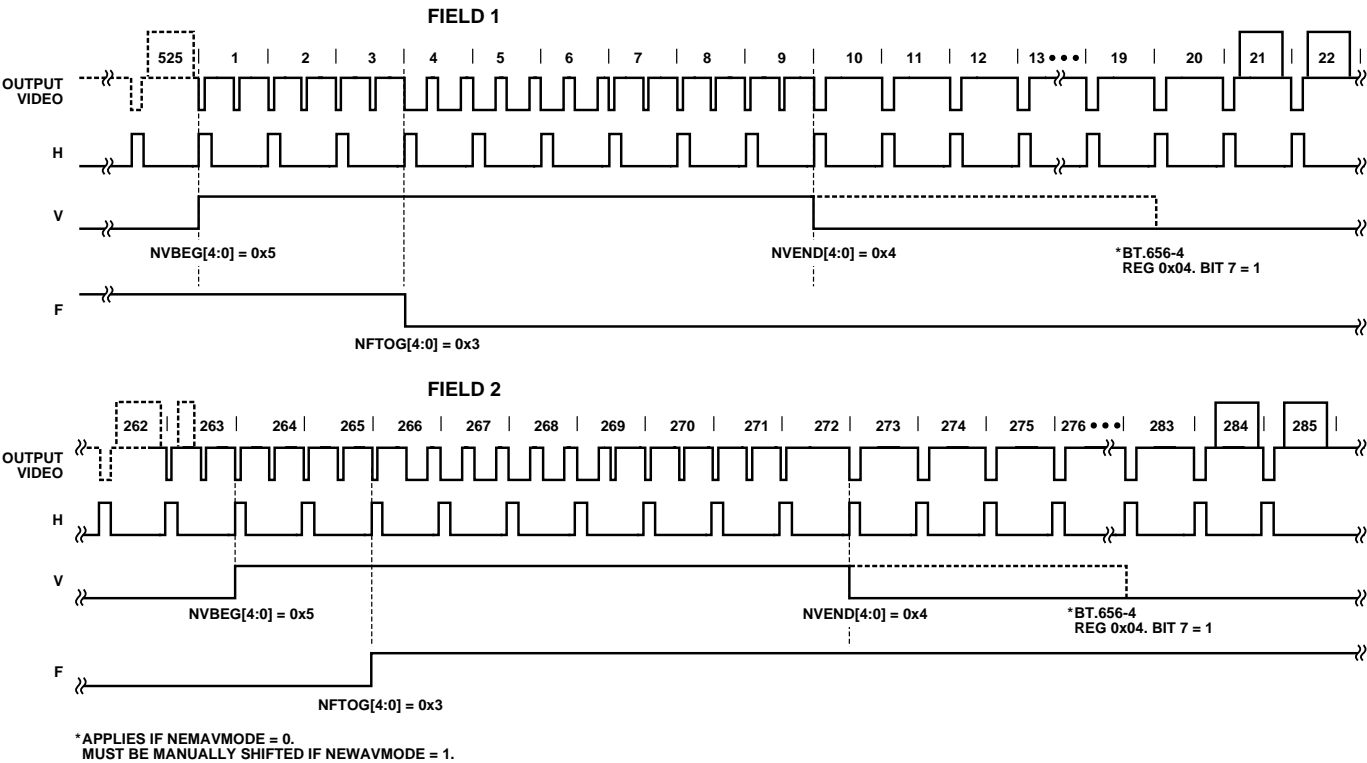 FIELD 1
525 1 2 3 4 5 6 7 8 9 10 11 12 13 ••• 19 20 21 22
OUTPUT
VIDEO
H
V
NVBEG[4:0] = 0x5 NVEND[4:0] = 0x4 *BT.656-4
REG 0x04. BIT 7 = 1
F
NFTOG[4:0] = 0x3
FIELD 2
262 263 264 265 266 267 268 269 270 271 272 273 274 275 276 ••• 283 284 285
OUTPUT
VIDEO
H
V
NVBEG[4:0] = 0x5 NVEND[4:0] = 0x4 *BT.656-4
REG 0x04. BIT 7 = 1
F
NFTOG[4:0] = 0x3
*APPLIES IF NEMAVMODE = 0.
MUST BE MANUALLY SHIFTED IF NEWAVMODE = 1.